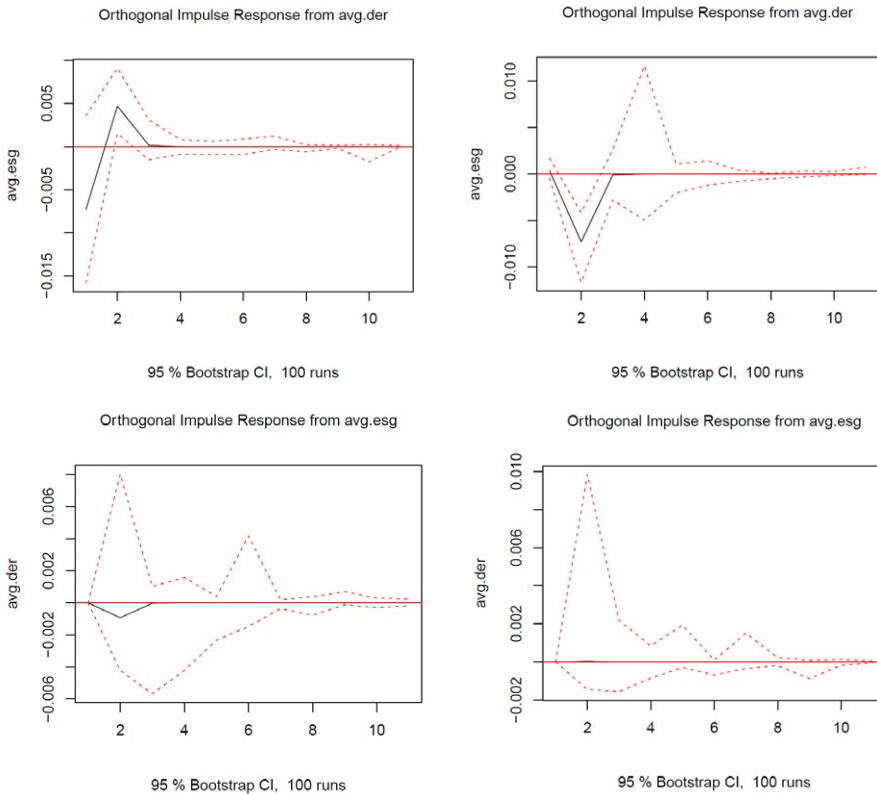 Orthogonal Impulse Response from avg.der
avg.esg
0.005
−0.005
−0.015
2 4 6 8 10
95 % Bootstrap CI, 100 runs
Orthogonal Impulse Response from avg.der
avg.esg
0.010
0.000
−0.010
2 4 6 8 10
95 % Bootstrap CI, 100 runs
Orthogonal Impulse Response from avg.esg
avg.der
0.006
0.002
−0.002
−0.006
2 4 6 8 10
95 % Bootstrap CI, 100 runs
Orthogonal Impulse Response from avg.esg
avg.der
0.010
0.006
0.002
−0.002
2 4 6 8 10
95 % Bootstrap CI, 100 runs